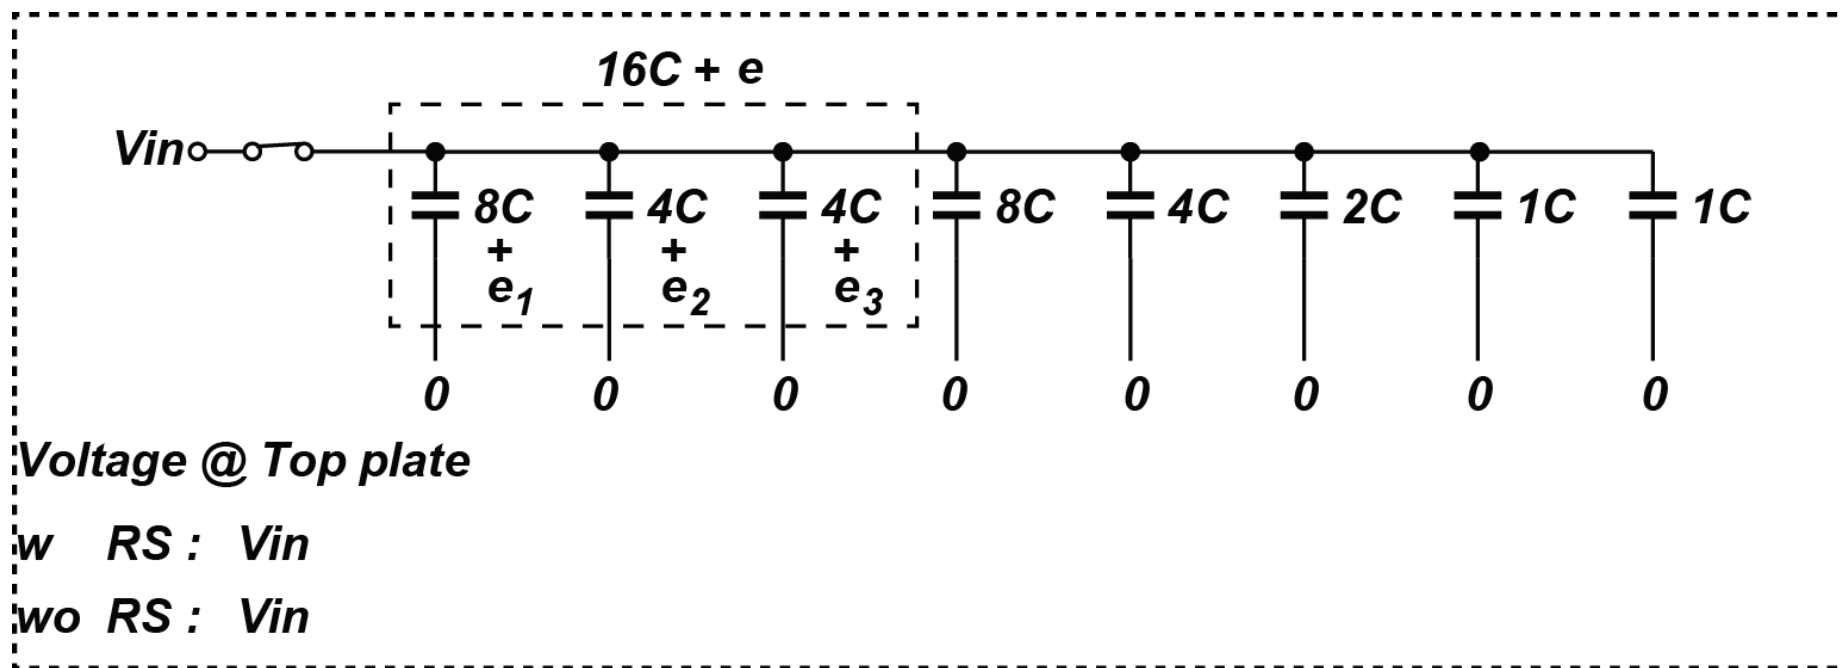 16C + e
Vin
8C 4C 4C 8C 4C 2C 1C 1C
+ + +
e1 e2 e3
0 0 0 0 0 0 0 0
Voltage @ Top plate
w RS : Vin
wo RS : Vin